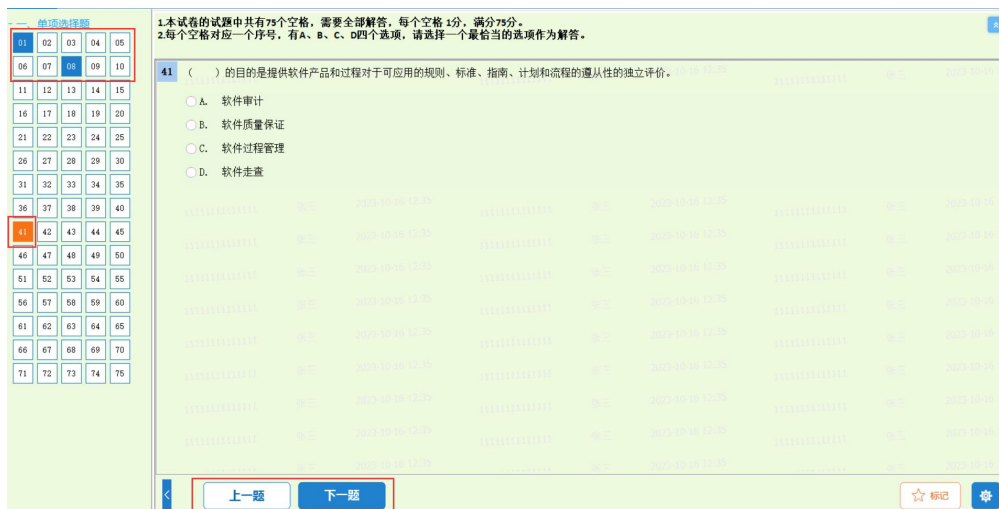 一、单项选择题
01 02 03 04 05
06 07 08 09 10
11 12 13 14 15
16 17 18 19 20
21 22 23 24 25
26 27 28 29 30
31 32 33 34 35
36 37 38 39 40
41 42 43 44 45
46 47 48 49 50
51 52 53 54 55
56 57 58 59 60
61 62 63 64 65
66 67 68 69 70
71 72 73 74 75
1.本试卷的试题中共有75个空格，需要全部解答，每个空格 1分，满分75分。
2.每个空格对应一个序号，有A、B、C、D四个选项，请选择一个最恰当的选项作为解答。
41 （ ）的目的是提供软件产品和过程对于可应用的规则、标准、指南、计划和流程的遵从性的独立评价。
A. 软件审计
B. 软件质量保证
C. 软件过程管理
D. 软件走查
上一题 下一题 标记